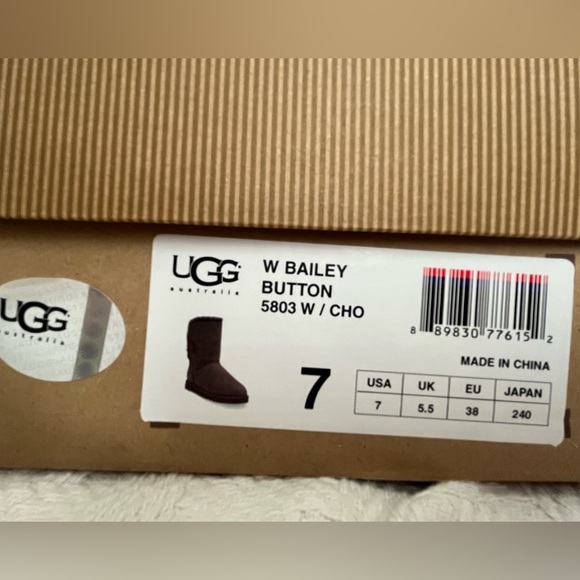 UGG
australia
W BAILEY
BUTTON
5803 W / CHO
8 89830 77615 2
MADE IN CHINA
7
USA UK EU JAPAN
7 5.5 38 240
UGG
australia